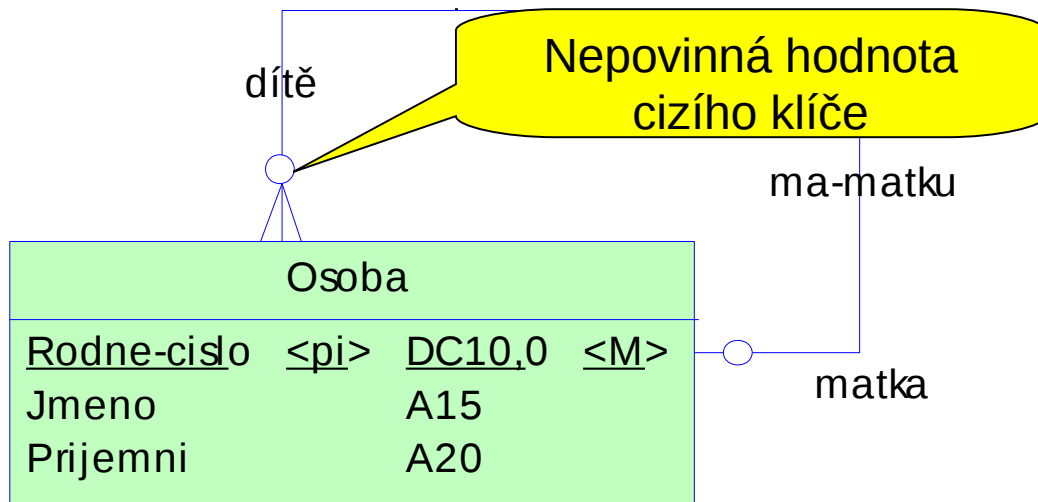 Nepovinná hodnota
cizího klíče
dítě
ma-matku
Osoba
Rodne-cislo <pi> DC10,0 <M>
Jmeno A15
Prijemni A20
matka